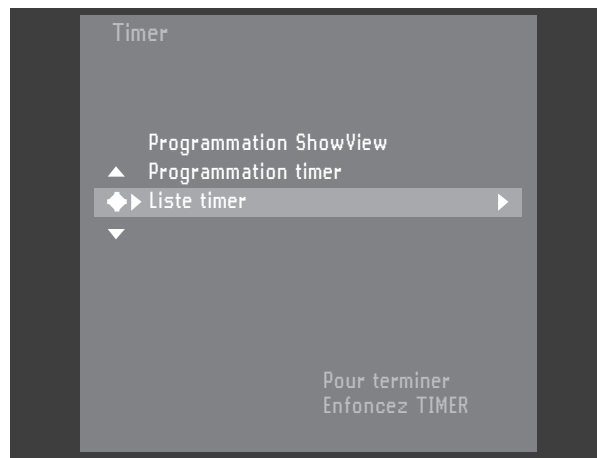 Timer
Programmation ShowView
Programmation timer
Liste timer
Pour terminer
Enfoncez TIMER